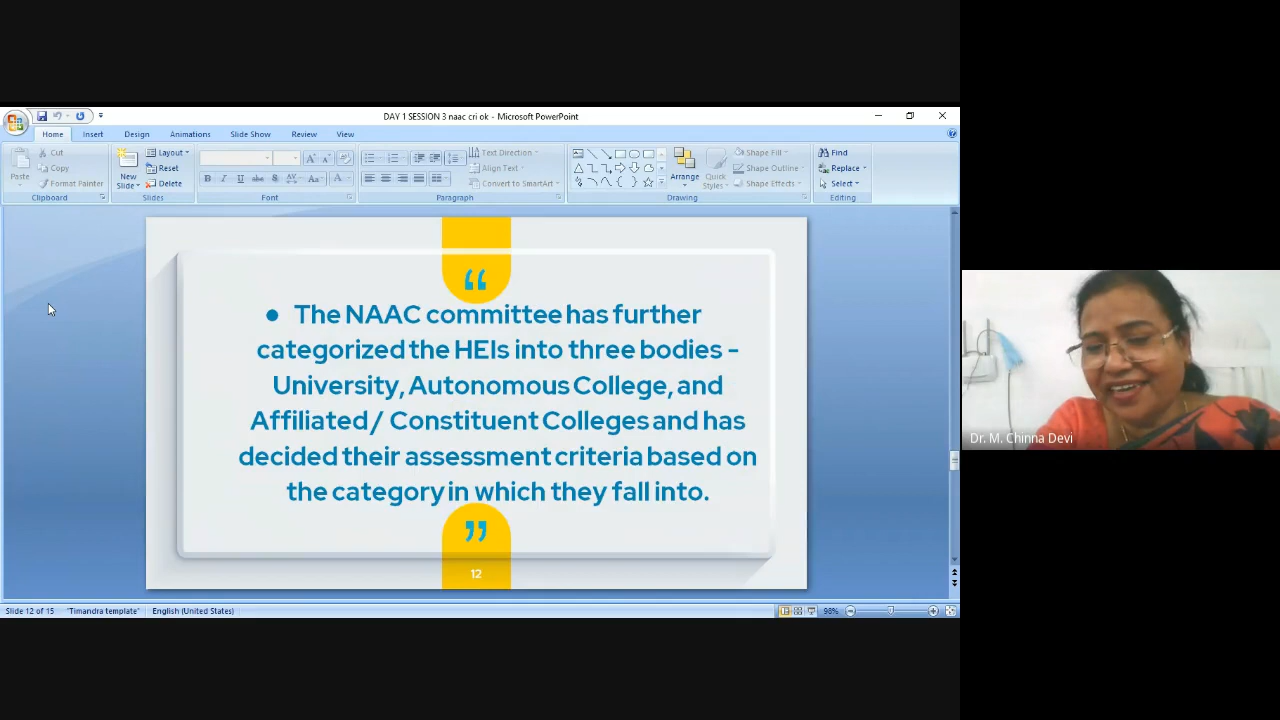 DAY 1 SESSION 3 naac cri ok - Microsoft PowerPoint
Home Insert Design Animations Slide Show Review View
Paste
Cut
Copy
Format Painter
Clipboard
New
Slide
Layout
Reset
Delete
Slides
B I U abc S AV Aa A
Font
Text Direction
Align Text
Convert to SmartArt
Paragraph
Arrange
Quick
Styles
Shape Fill
Shape Outline
Shape Effects
Drawing
Find
Replace
Select
Editing
“
● The NAAC committee has further
categorized the HEIs into three bodies -
University, Autonomous College, and
Affiliated / Constituent Colleges and has
decided their assessment criteria based on
the category in which they fall into.
”
12
Dr. M. Chinna Devi
Slide 12 of 15 "Timandra template" English (United States) 98%